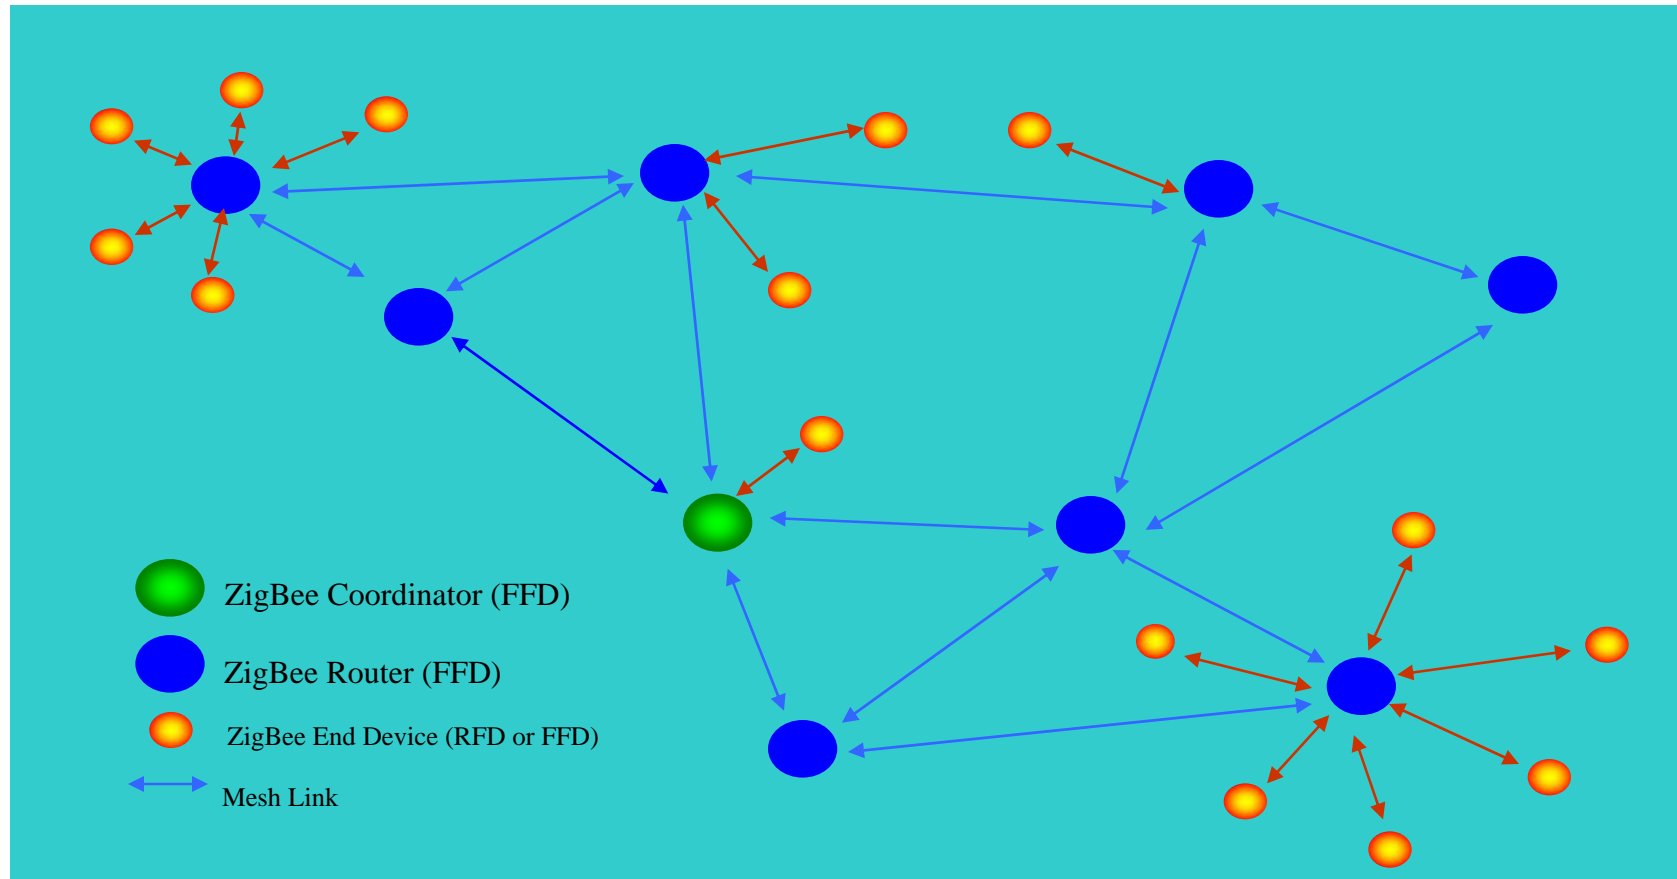 ZigBee Coordinator (FFD)
ZigBee Router (FFD)
ZigBee End Device (RFD or FFD)
Mesh Link